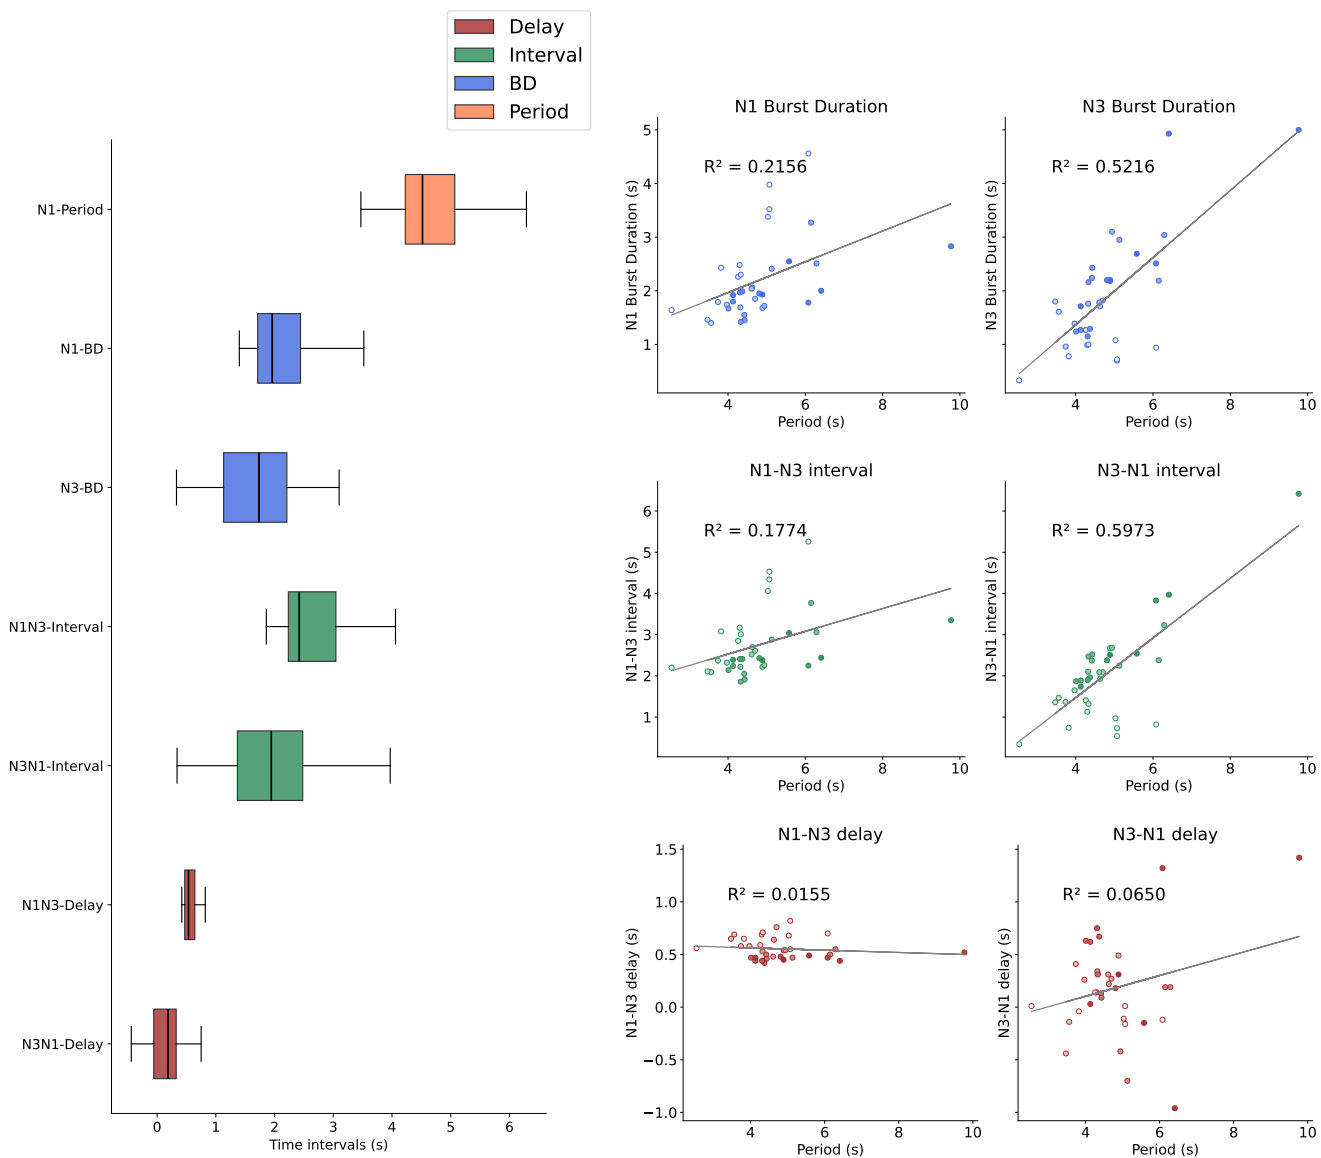 Delay
Interval
BD
Period
N1-Period
N1-BD
N3-BD
N1N3-Interval
N3N1-Interval
N1N3-Delay
N3N1-Delay
0 1 2 3 4 5 6
Time intervals (s)
N1 Burst Duration
R² = 0.2156
N1 Burst Duration (s)
5
4
3
2
1
4 6 8 10
Period (s)
N3 Burst Duration
R² = 0.5216
N3 Burst Duration (s)
4 6 8 10
Period (s)
N1-N3 interval
R² = 0.1774
N1-N3 interval (s)
6
5
4
3
2
1
4 6 8 10
Period (s)
N3-N1 interval
R² = 0.5973
N3-N1 interval (s)
4 6 8 10
Period (s)
N1-N3 delay
R² = 0.0155
N1-N3 delay (s)
1.5
1.0
0.5
0.0
−0.5
−1.0
4 6 8 10
Period (s)
N3-N1 delay
R² = 0.0650
N3-N1 delay (s)
4 6 8 10
Period (s)